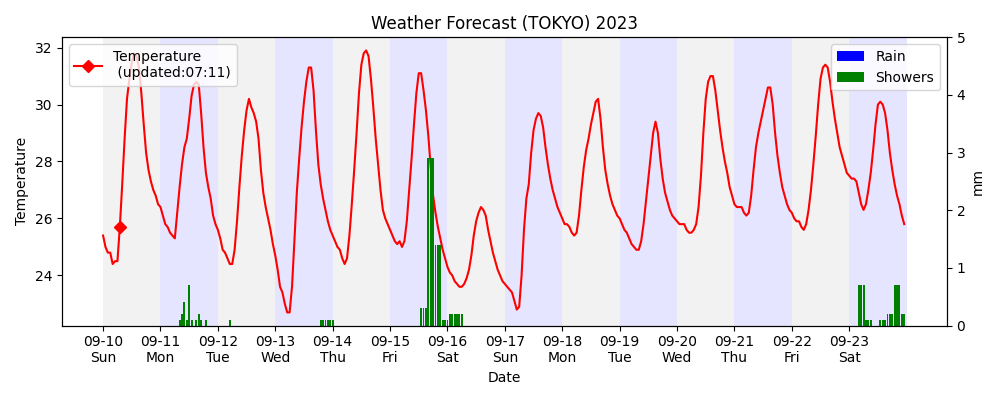 Weather Forecast (TOKYO) 2023
Temperature
(updated:07:11)
Rain
Showers
Temperature
32
30
28
26
24
5
4
3
2
1
0
mm
09-10 09-11 09-12 09-13 09-14 09-15 09-16 09-17 09-18 09-19 09-20 09-21 09-22 09-23
Sun Mon Tue Wed Thu Fri Sat Sun Mon Tue Wed Thu Fri Sat
Date